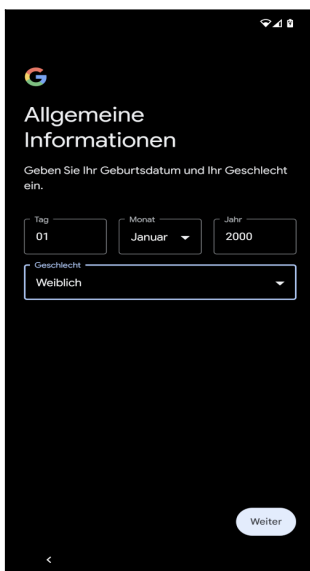 Allgemeine
Informationen
Geben Sie Ihr Geburtsdatum und Ihr Geschlecht
ein.
Tag Monat Jahr
01 Januar 2000
Geschlecht
Weiblich
Weiter